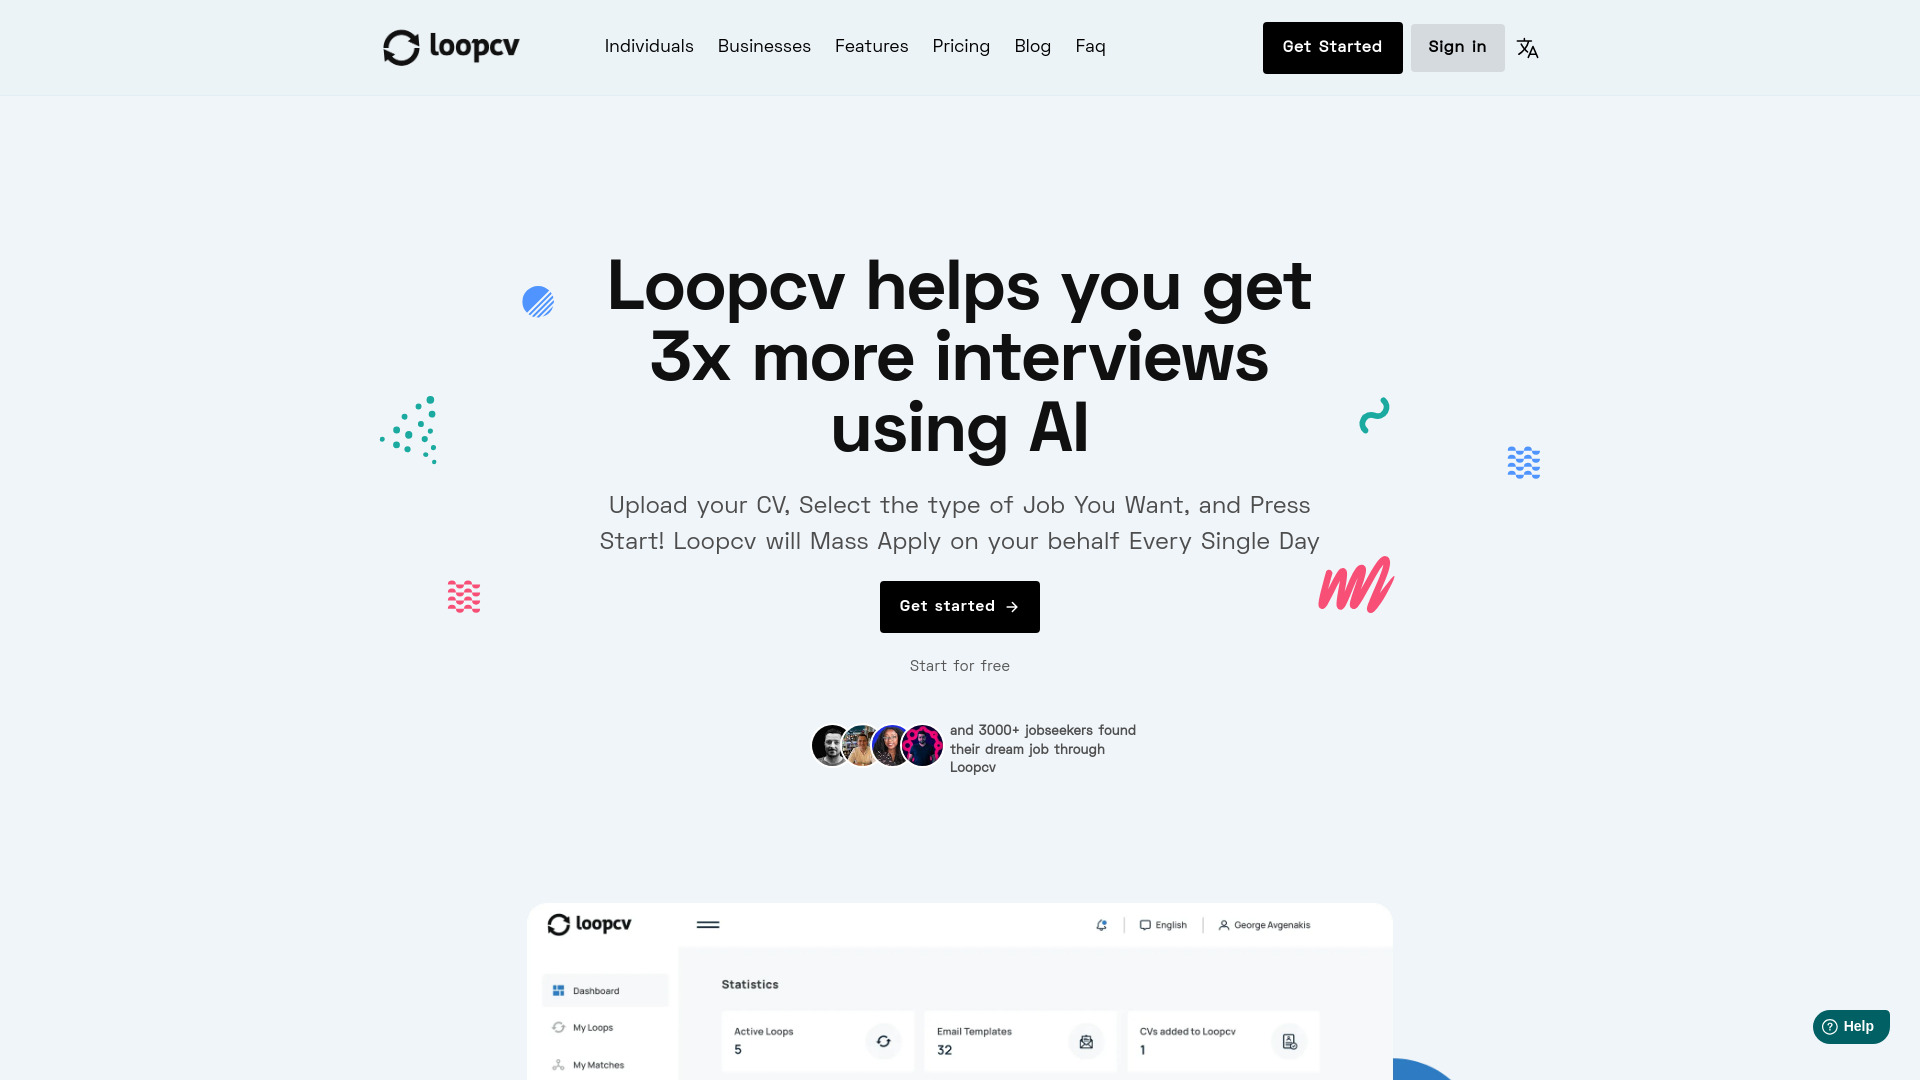 loopcv
Individuals
Businesses
Features
Pricing
Blog
Faq
Get Started
Sign in
Loopcv helps you get
3x more interviews
using AI
Upload your CV, Select the type of Job You Want, and Press
Start! Loopcv will Mass Apply on your behalf Every Single Day
Get started
Start for free
and 3000+ jobseekers found
their dream job through
Loopcv
loopcv
English
George Avgenakis
Dashboard
My Loops
My Matches
Statistics
Active Loops
5
Email Templates
32
CVs added to Loopcv
1
Help